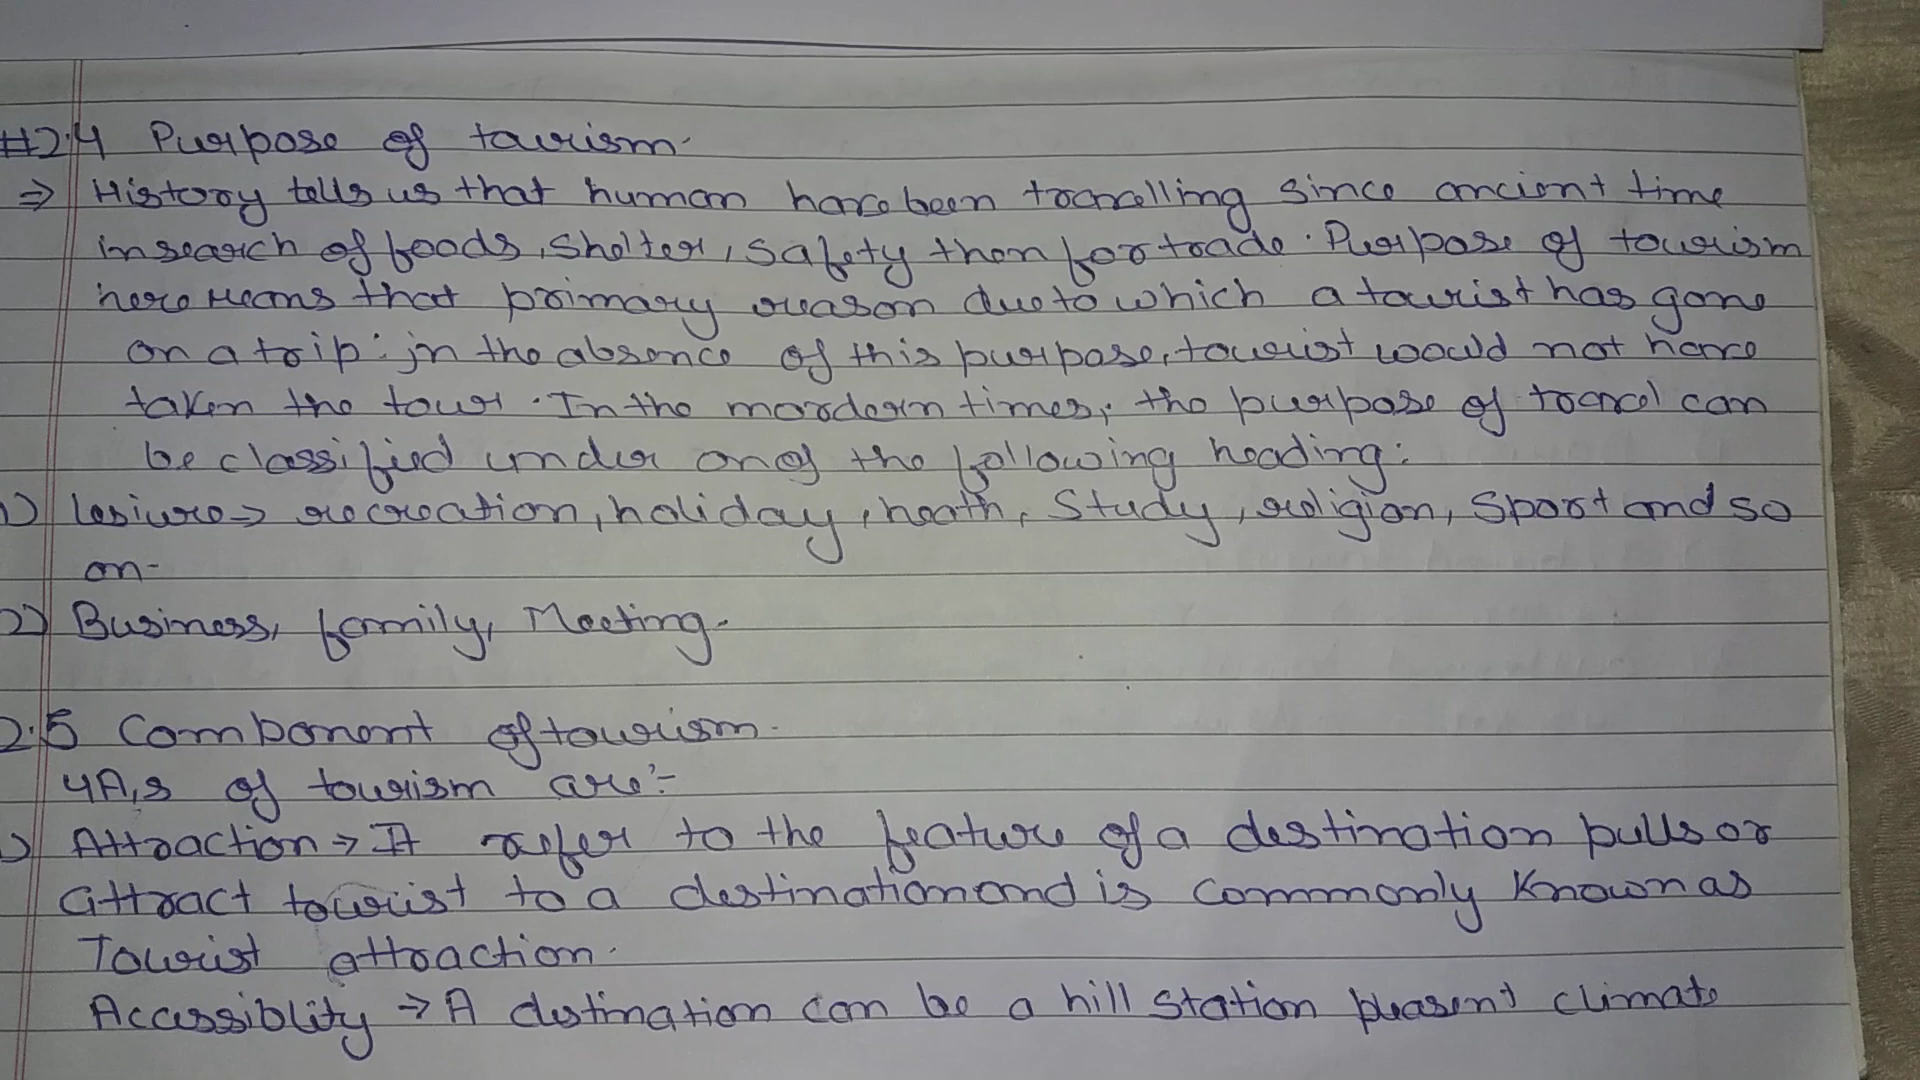 #2.4 Purpose of tourism.
⇒ History tells us that human have been travelling since ancient time
in search of foods, shelter, safety then for trade. Purpose of tourism
here means that primary reason due to which a tourist has gone
on a trip. in the absence of this purpose, tourist would not have
taken the tour. In the mordern times, the purpose of travel can
be classified under on of the following heading:
1) Lesiure → recreation, holiday, heath, Study, religion, Sport and so
on-
2) Business, family, Meeting.
2.5 Component of tourism.
4A,s of tourism are:-
1) Attraction → It refer to the feature of a destination pulls or
attract tourist to a destination and is commonly known as
Tourist attraction.
Accessiblity → A destination can be a hill station pleasent climate